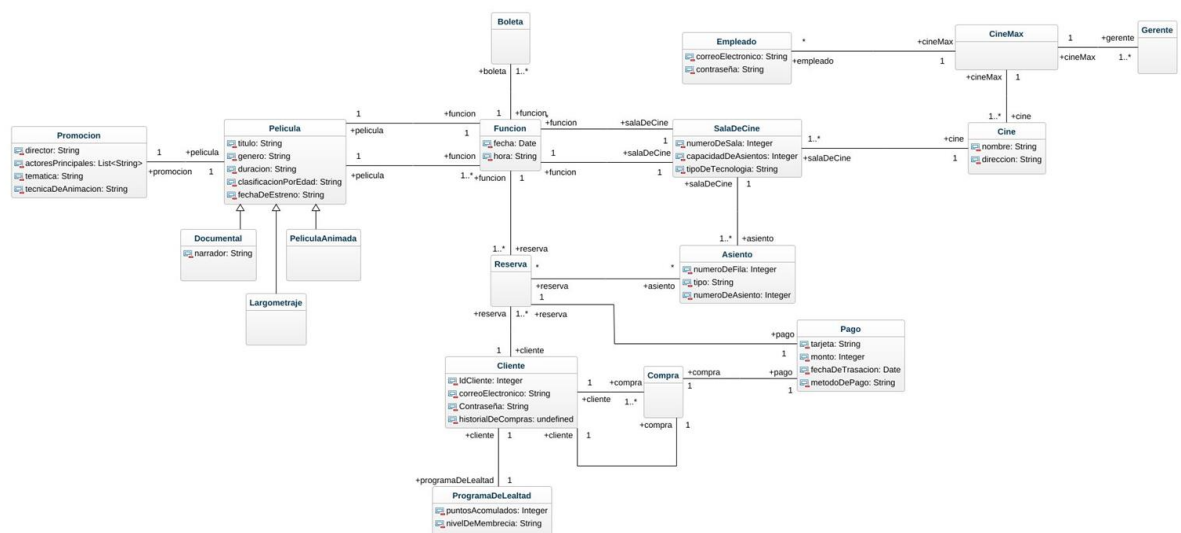 Boleta
+boleta
1..*
Empleado
correoElectronico: String
contraseña: String
*
+empleado
+cineMax
1
CineMax
1
+gerente
+cineMax
1..*
Gerente
+cineMax
1
1..*
+cine
Cine
nombre: String
direccion: String
Promocion
director: String
actoresPrincipales: List<String>
tematica: String
tecnicaDeAnimacion: String
1
+pelicula
+promocion
1
Pelicula
titulo: String
genero: String
duracion: String
clasificacionPorEdad: String
fechaDeEstreno: String
1
+funcion
+pelicula
1
1
+funcion
+pelicula
1..*
1
+funcion
Funcion
fecha: Date
hora: String
+funcion
+salaDeCine
1
1
+salaDeCine
+funcion
1
+funcion
1
SalaDeCine
numeroDeSala: Integer
capacidadDeAsientos: Integer
tipoDeTecnologia: String
1..*
+cine
+salaDeCine
1
+salaDeCine
1
1..*
+asiento
Documental
narrador: String
PeliculaAnimada
Largometraje
1..*
+reserva
Reserva
*
*
+reserva
+asiento
Asiento
numeroDeFila: Integer
tipo: String
numeroDeAsiento: Integer
1
+reserva
1..*
+reserva
+pago
1
Pago
tarjeta: String
monto: Integer
fechaDeTrasacion: Date
metodoDePago: String
1
+cliente
Cliente
IdCliente: Integer
correoElectronico: String
Contraseña: String
historialDeCompras: undefined
1
+compra
+cliente
1..*
Compra
+compra
+pago
1
1
+compra
1
+cliente
1
+cliente
1
+programaDeLealtad
1
ProgramaDeLealtad
puntosAcumulados: Integer
nivelDeMembrecia: String